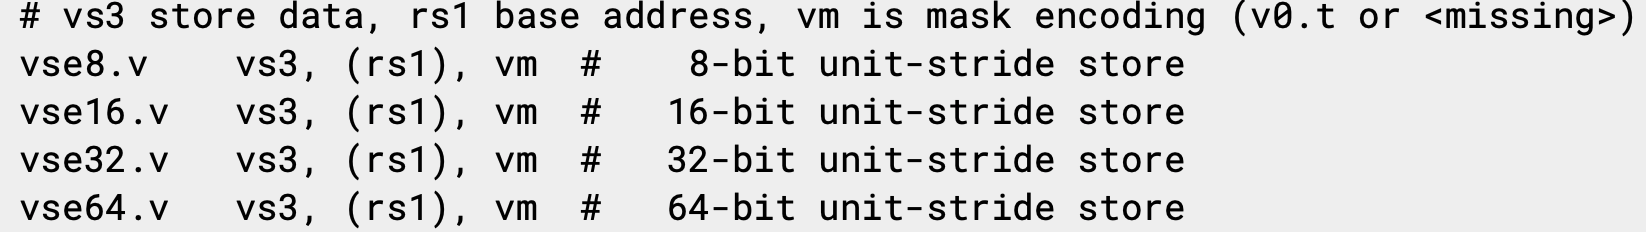 # vs3 store data, rs1 base address, vm is mask encoding (v0.t or <missing>)
vse8.v    vs3, (rs1), vm  #    8-bit unit-stride store
vse16.v   vs3, (rs1), vm  #   16-bit unit-stride store
vse32.v   vs3, (rs1), vm  #   32-bit unit-stride store
vse64.v   vs3, (rs1), vm  #   64-bit unit-stride store